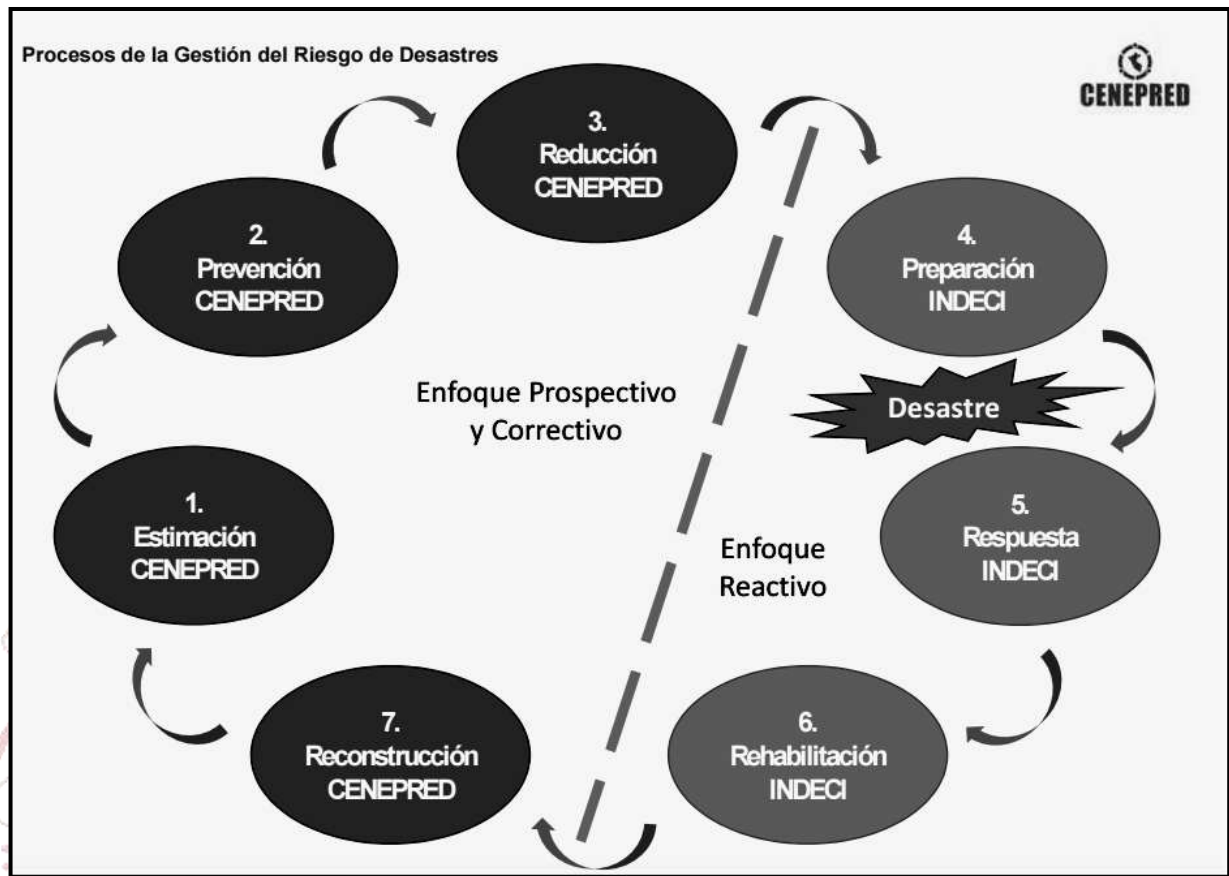 Procesos de la Gestión del Riesgo de Desastres
CENEPRED
3.
Reducción
CENEPRED
2.
Prevención
CENEPRED
4.
Preparación
INDECI
Enfoque Prospectivo
y Correctivo
Desastre
1.
Estimación
CENEPRED
5.
Respuesta
INDECI
Enfoque
Reactivo
7.
Reconstrucción
CENEPRED
6.
Rehabilitación
INDECI